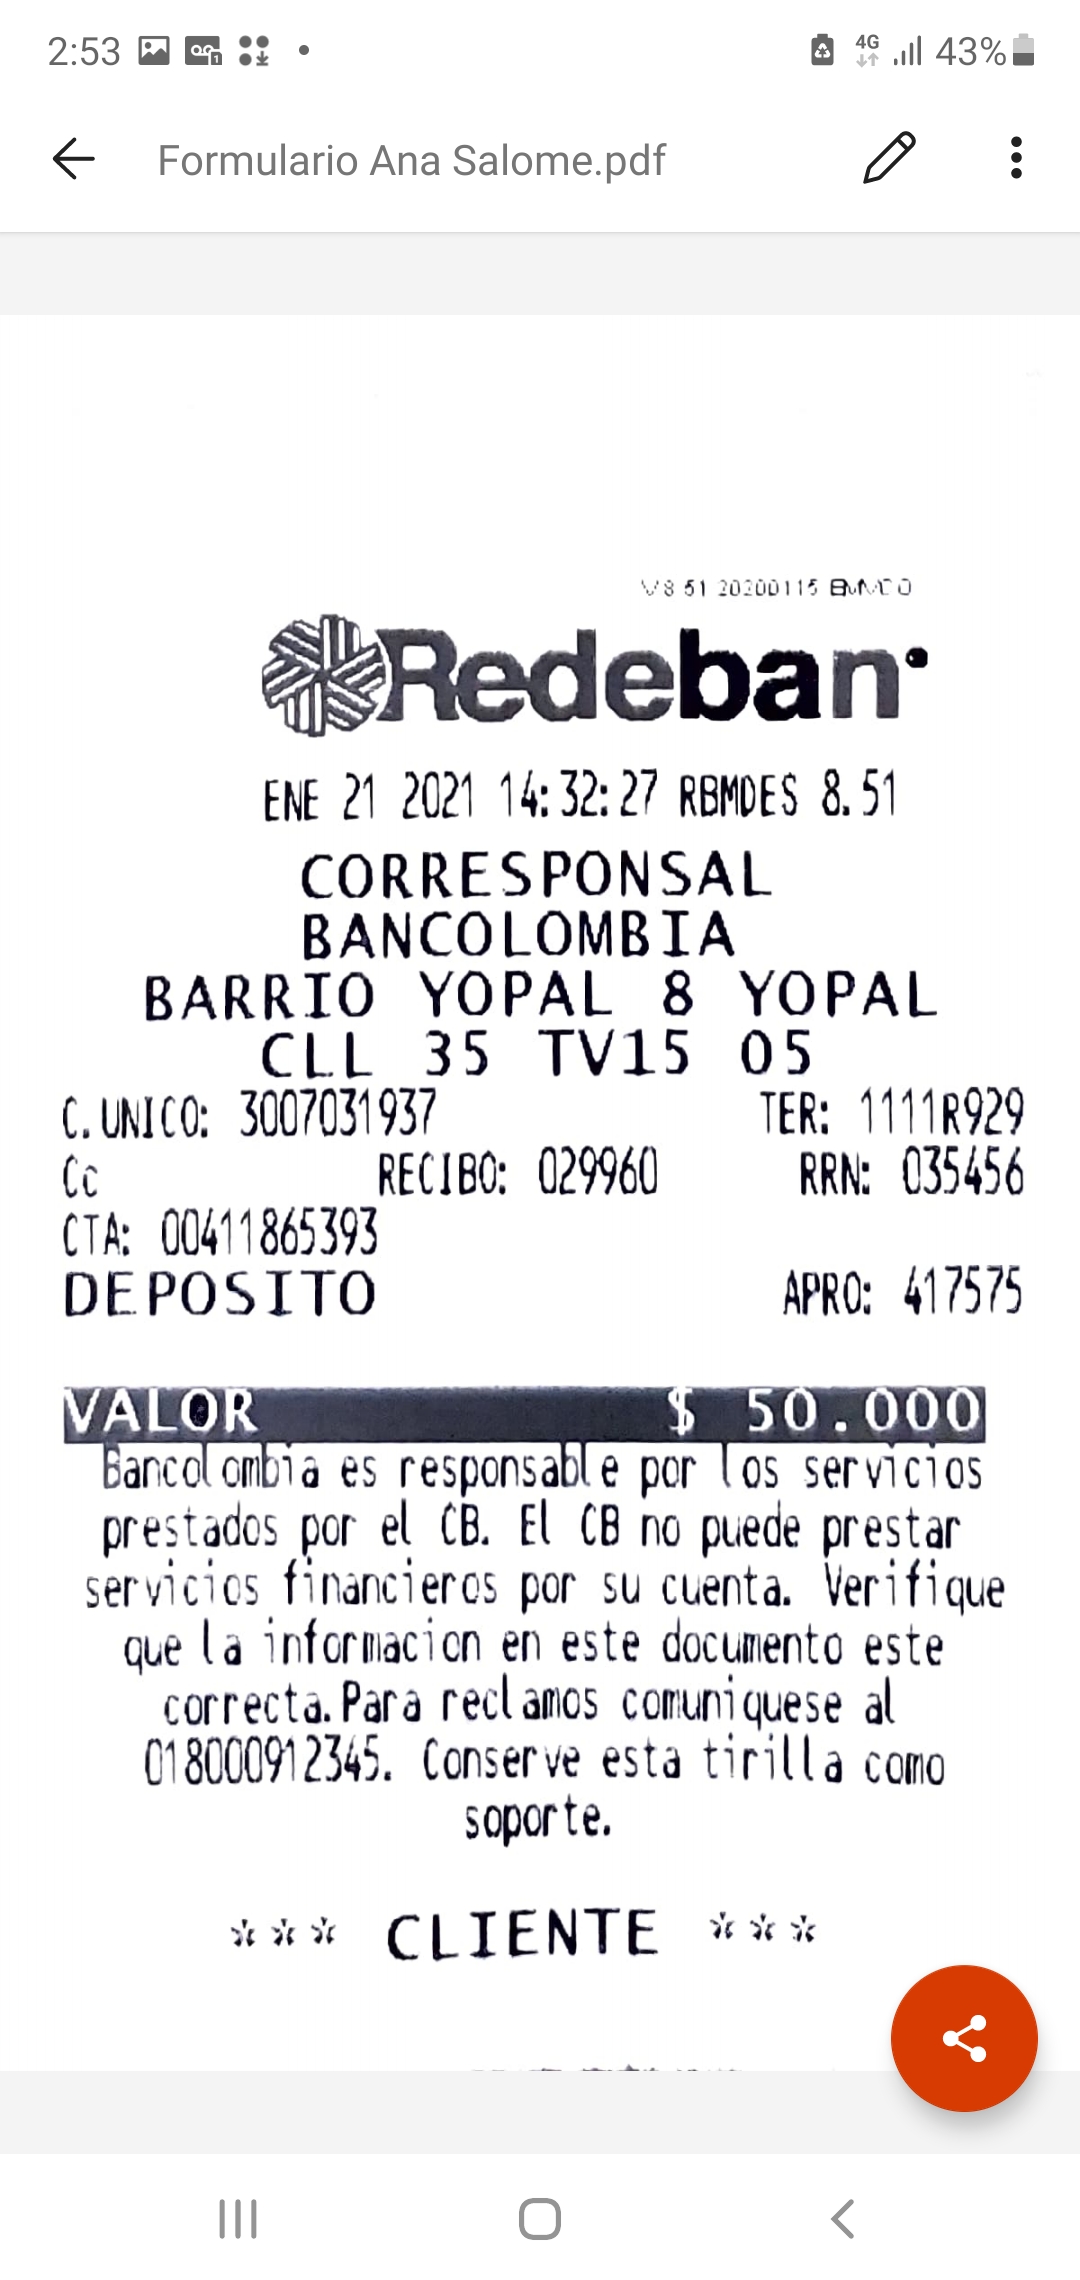 2:53 4G 43%
Formulario Ana Salome.pdf
V8 51 20200115
Redeban
ENE 21 2021 14:32:27 RBMDES 8.51
CORRESPONSAL
BANCOLOMBIA
BARRIO YOPAL 8 YOPAL
CLL 35 TV15 05
C.UNICO: 3007031937 TER: 1111R929
Cc RECIBO: 029960 RRN: 035456
CTA: 00411865393
DEPOSITO APRO: 417575
VALOR $ 50.000
Bancolombia es responsable por los servicios
prestados por el CB. El CB no puede prestar
servicios financieros por su cuenta. Verifique
que la informacion en este documento este
correcta.Para reclamos comuniquese al
018000912345. Conserve esta tirilla como
soporte.
*** CLIENTE ***